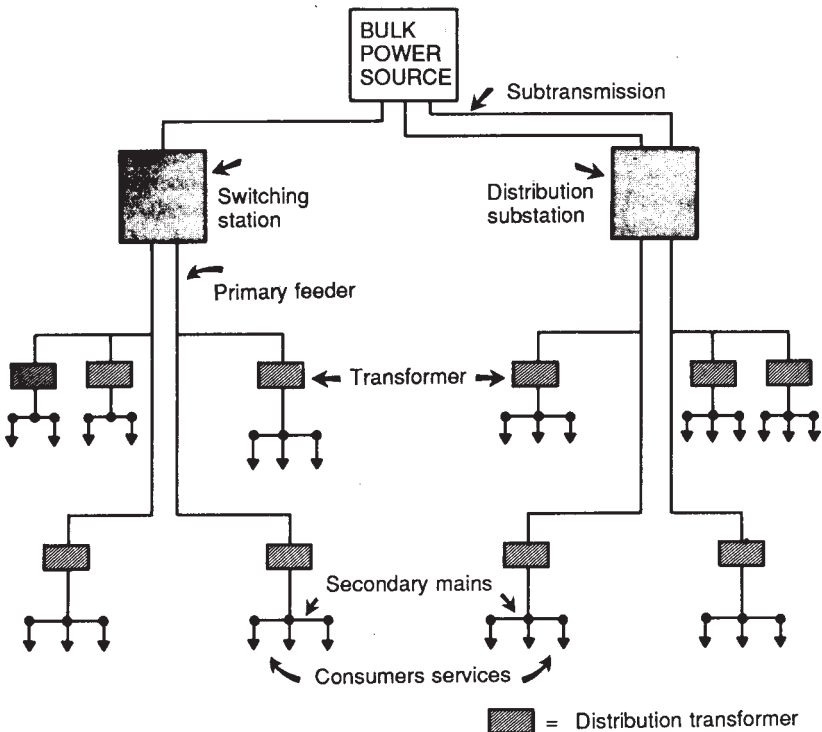 BULK
POWER
SOURCE
Subtransmission
Switching
station
Distribution
substation
Primary feeder
Transformer
Secondary mains
Consumers services
= Distribution transformer